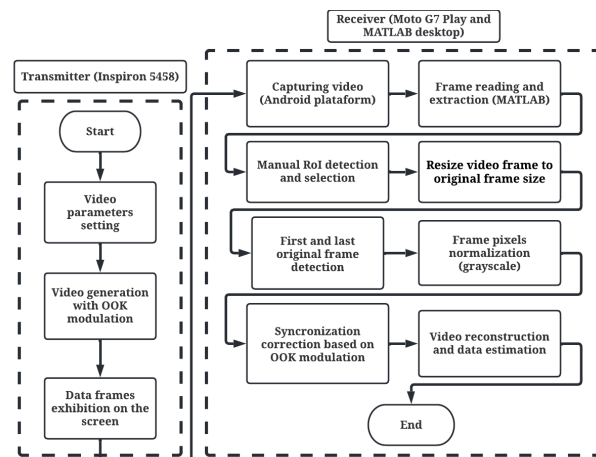 Receiver (Moto G7 Play and
MATLAB desktop)
Transmitter (Inspiron 5458)
Start
Video
parameters
setting
Video generation
with OOK
modulation
Data frames
exhibition on the
screen
Capturing video
(Android plataform)
Frame reading and
extraction (MATLAB)
Manual RoI detection
and selection
Resize video frame to
original frame size
First and last
original frame
detection
Frame pixels
normalization
(grayscale)
Syncronization
correction based on
OOK modulation
Video reconstruction
and data estimation
End